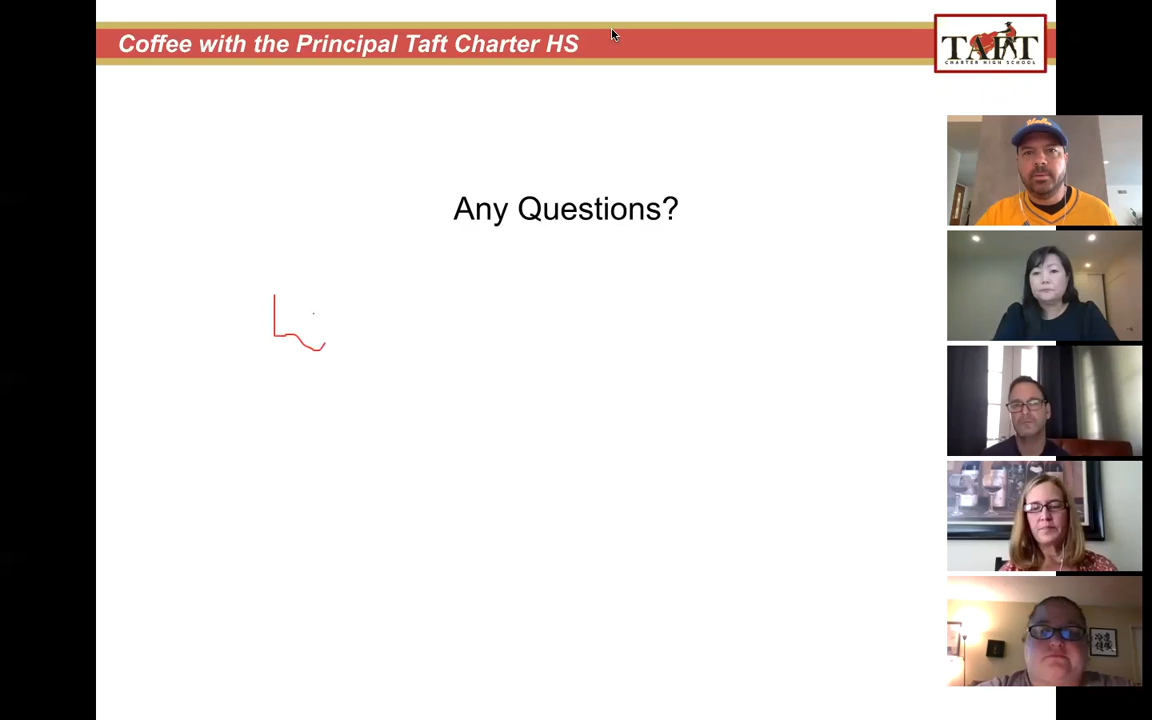 Coffee with the Principal Taft Charter HS
TAFT
CHARTER HIGH SCHOOL
Any Questions?